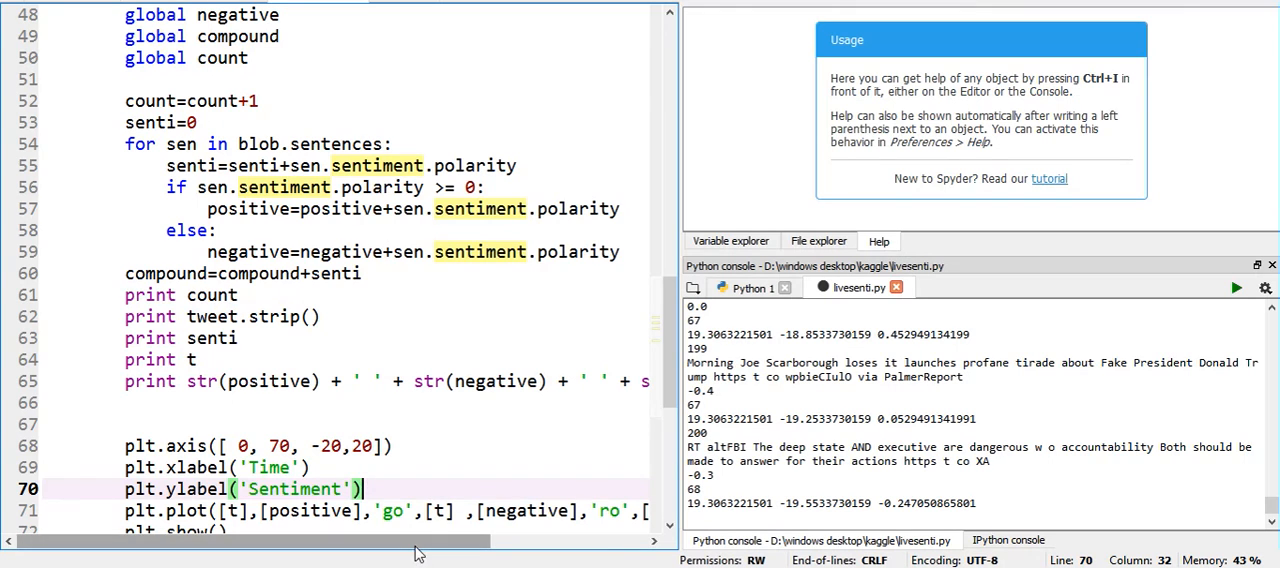 48 global negative
49 global compound
50 global count
51
52 count=count+1
53 senti=0
54 for sen in blob.sentences:
55 senti=senti+sen.sentiment.polarity
56 if sen.sentiment.polarity >= 0:
57 positive=positive+sen.sentiment.polarity
58 else:
59 negative=negative+sen.sentiment.polarity
60 compound=compound+senti
61 print count
62 print tweet.strip()
63 print senti
64 print t
65 print str(positive) + ' ' + str(negative) + ' ' + s
66
67
68 plt.axis([ 0, 70, -20,20])
69 plt.xlabel('Time')
70 plt.ylabel('Sentiment')
71 plt.plot([t],[positive],'go',[t] ,[negative],'ro',[
72 plt.show()
Usage
Here you can get help of any object by pressing Ctrl+I in
front of it, either on the Editor or the Console.
Help can also be shown automatically after writing a left
parenthesis next to an object. You can activate this
behavior in Preferences > Help.
New to Spyder? Read our tutorial
Variable explorer File explorer Help
Python console - D:\windows desktop\kaggle\livesenti.py
Python 1 livesenti.py
0.0
67
19.3063221501 -18.8533730159 0.452949134199
199
Morning Joe Scarborough loses it launches profane tirade about Fake President Donald Tr
ump https t co wpbieCIulO via PalmerReport
-0.4
67
19.3063221501 -19.2533730159 0.0529491341991
200
RT altFBI The deep state AND executive are dangerous w o accountability Both should be
made to answer for their actions https t co XA
-0.3
68
19.3063221501 -19.5533730159 -0.247050865801
Python console - D:\windows desktop\kaggle\livesenti.py IPython console
Permissions: RW End-of-lines: CRLF Encoding: UTF-8 Line: 70 Column: 32 Memory: 43 %